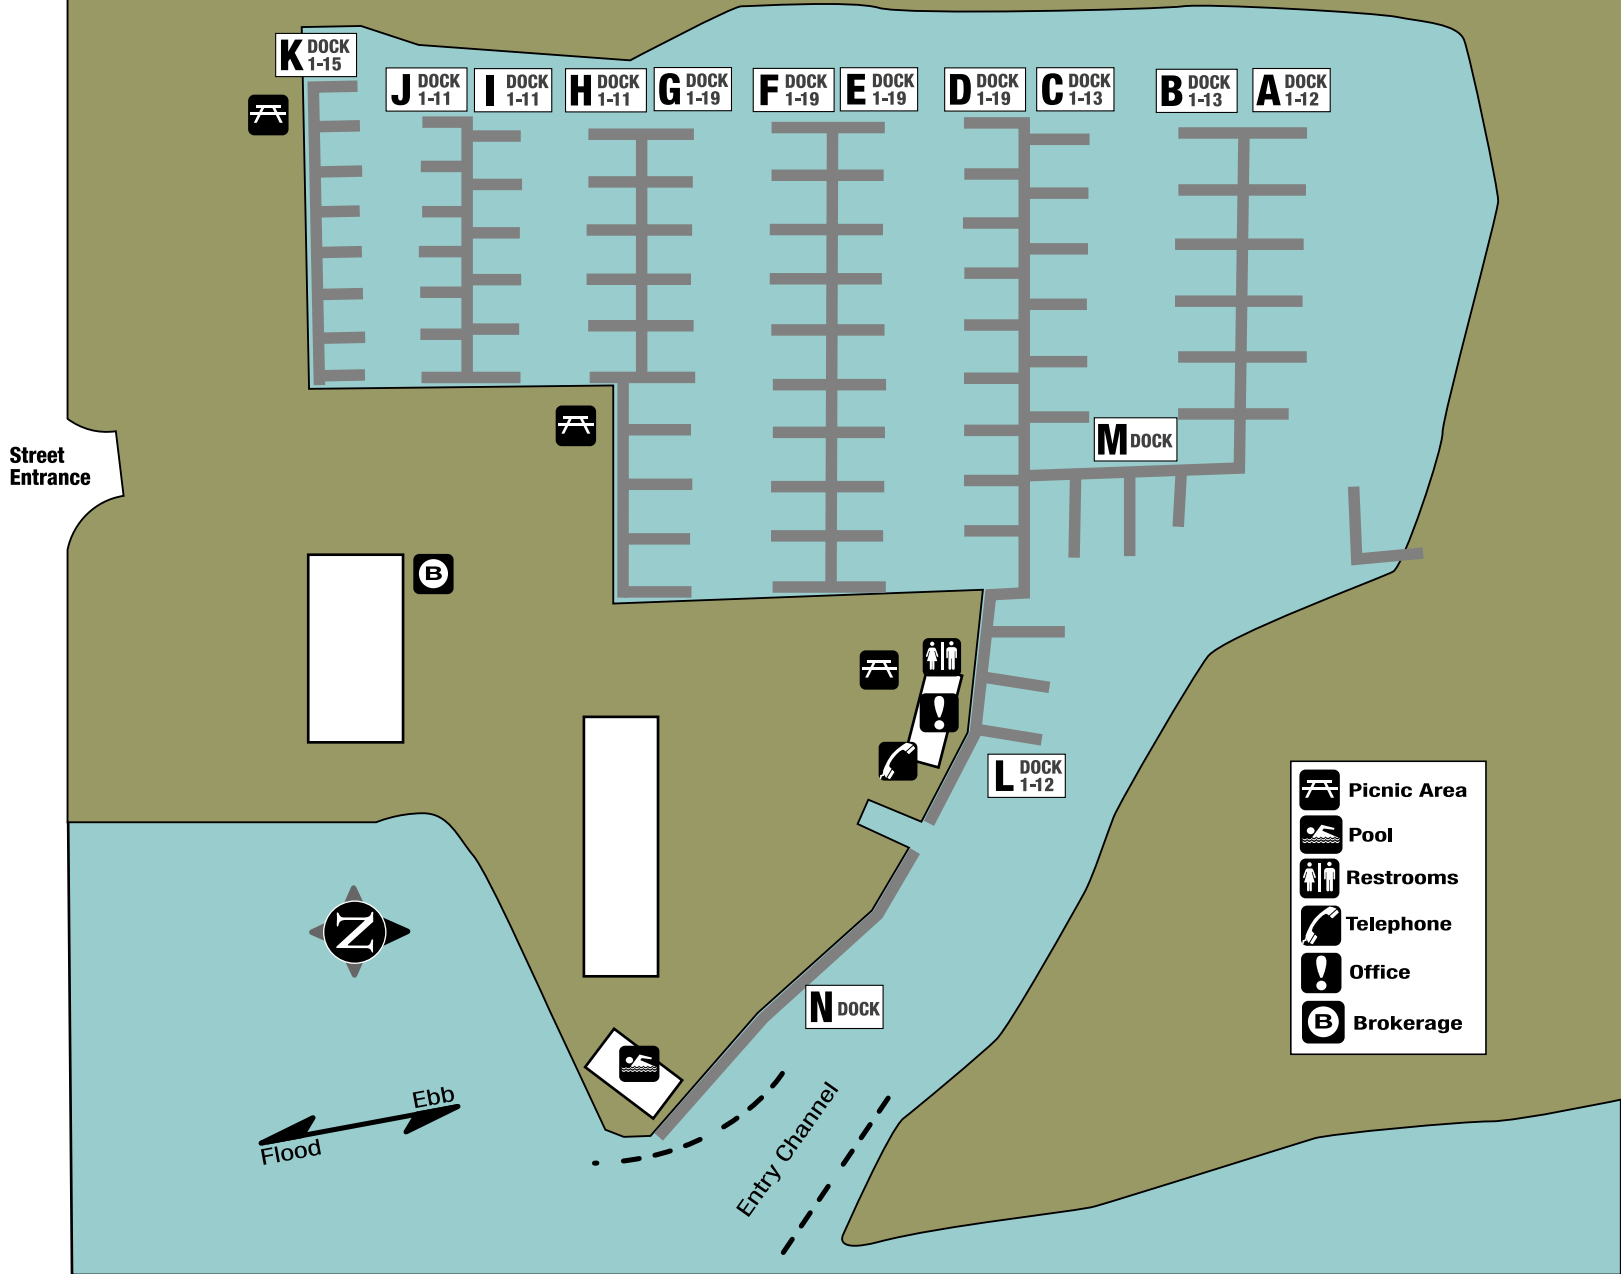 K DOCK 1-15
J DOCK 1-11
I DOCK 1-11
H DOCK 1-11
G DOCK 1-19
F DOCK 1-19
E DOCK 1-19
D DOCK 1-19
C DOCK 1-13
B DOCK 1-13
A DOCK 1-12
M DOCK
Street
Entrance
B
L DOCK 1-12
N
N DOCK
Ebb
Flood
Entry Channel
Picnic Area
Pool
Restrooms
Telephone
! Office
B Brokerage